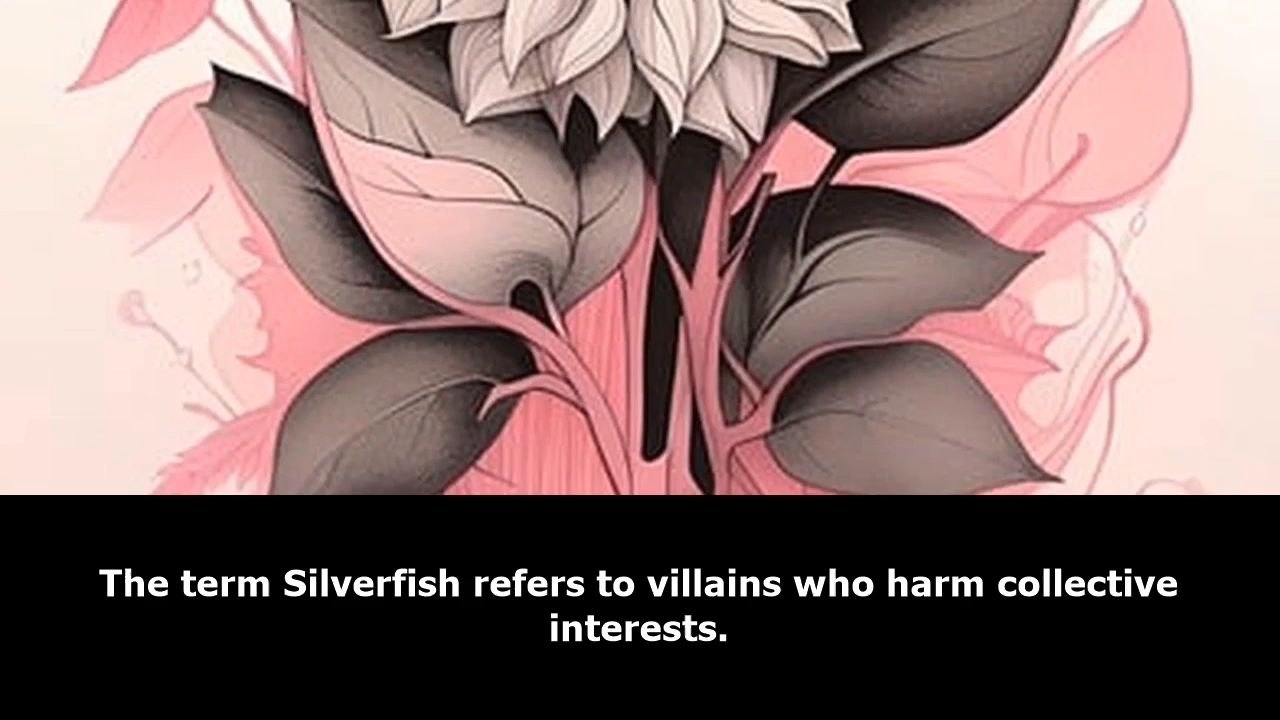 The term Silverfish refers to villains who harm collective
interests.